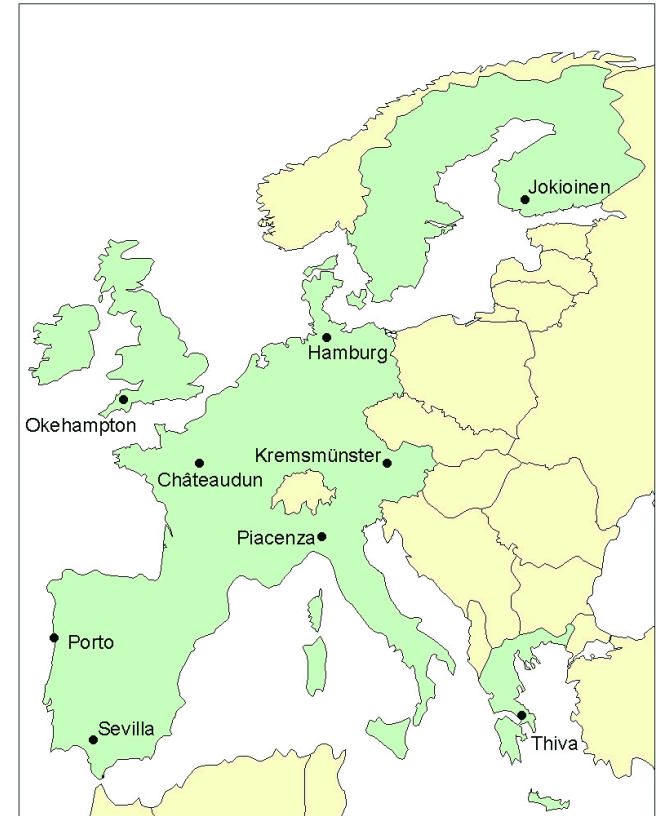 Jokioinen
Hamburg
Okehampton
Kremsmünster
Châteaudun
Piacenza
Porto
Sevilla
Thiva